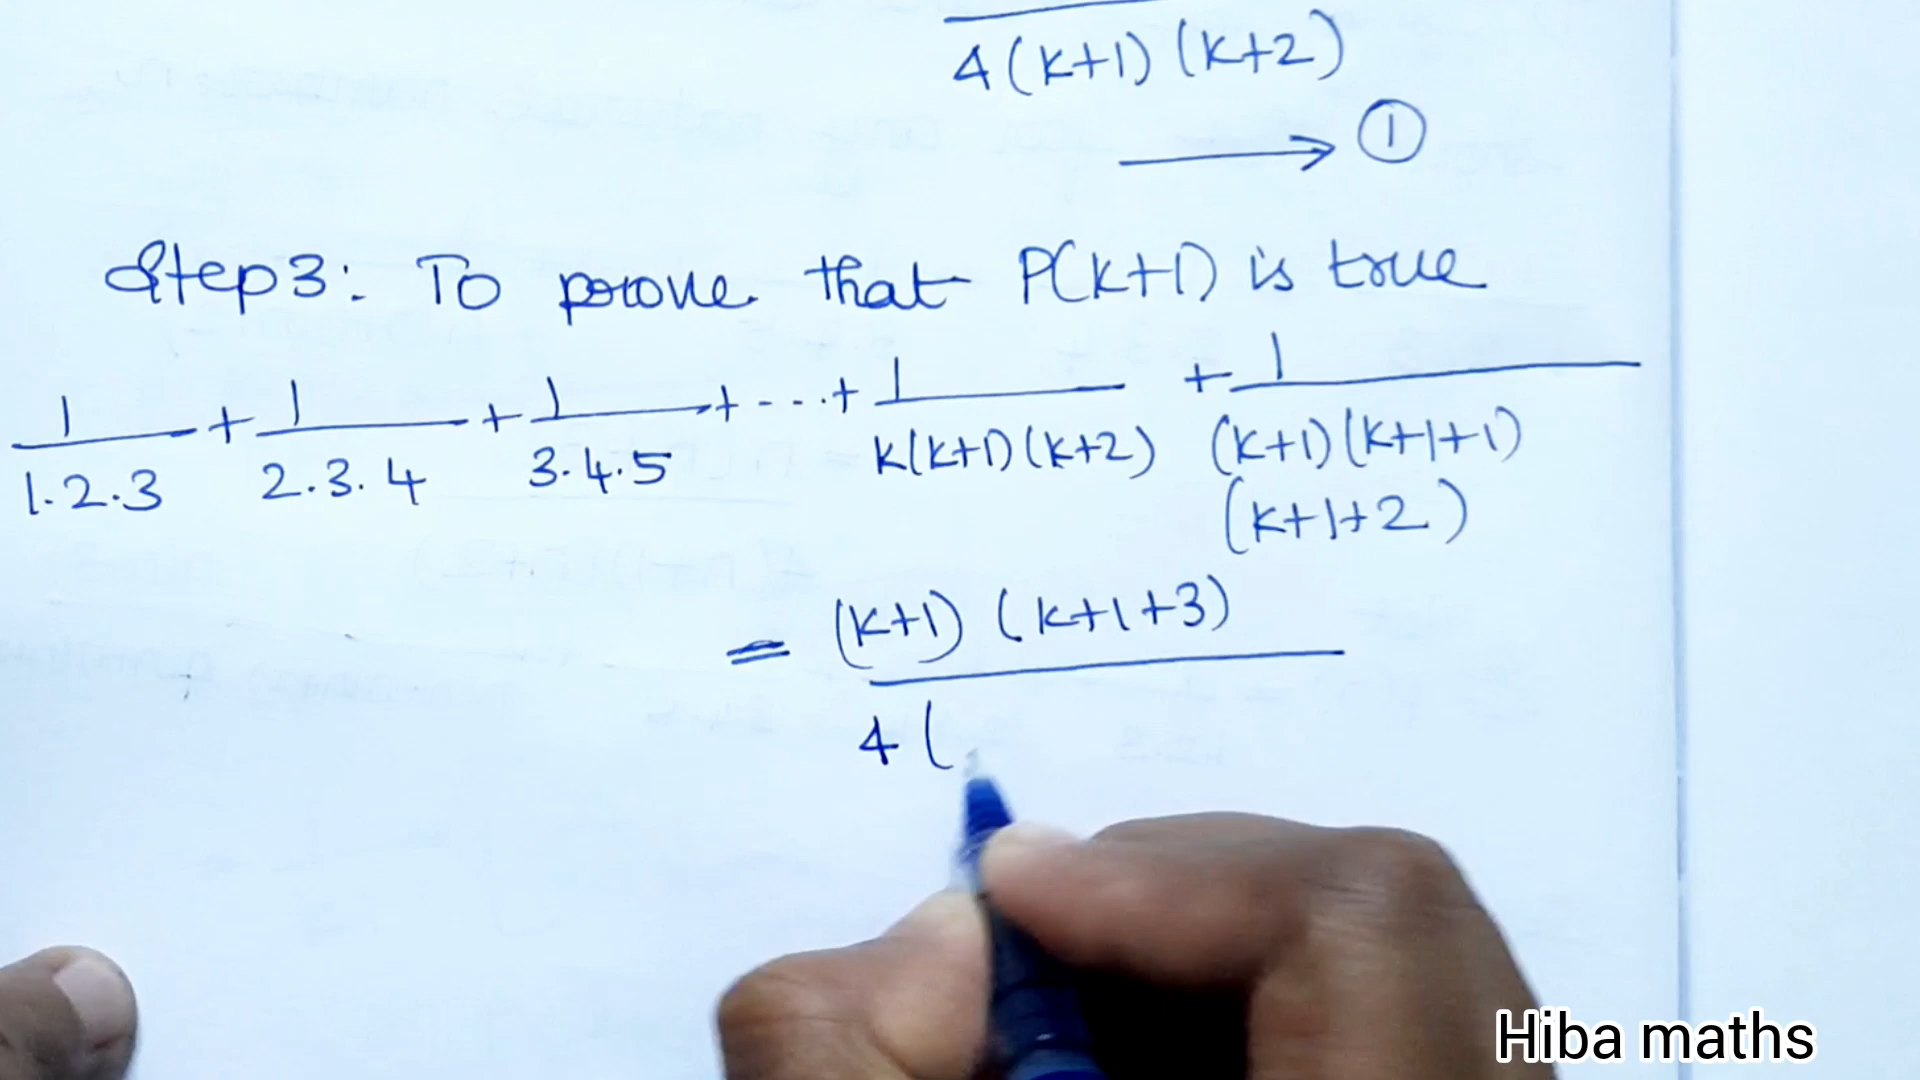 4(k+1)(k+2)
→ ①
Step3: To prove that P(k+1) is true
1/1.2.3 + 1/2.3.4 + 1/3.4.5 + ---.+ 1/k(k+1)(k+2) + 1/(k+1)(k+1+1)
(k+1+2)
= (k+1)(k+1+3)
4(
Hiba maths